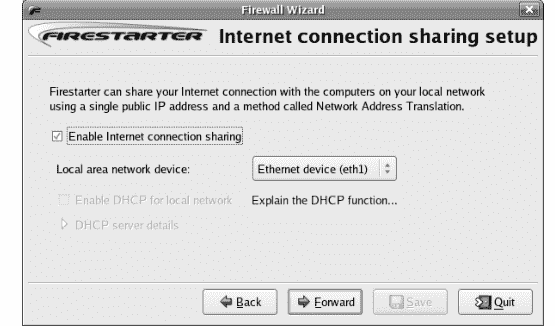 Firewall Wizard
FIRESTARTER Internet connection sharing setup
Firestarter can share your Internet connection with the computers on your local network
using a single public IP address and a method called Network Address Translation.
Enable Internet connection sharing
Local area network device: Ethernet device (eth1)
Enable DHCP for local network Explain the DHCP function...
DHCP server details
Back Forward Save Quit